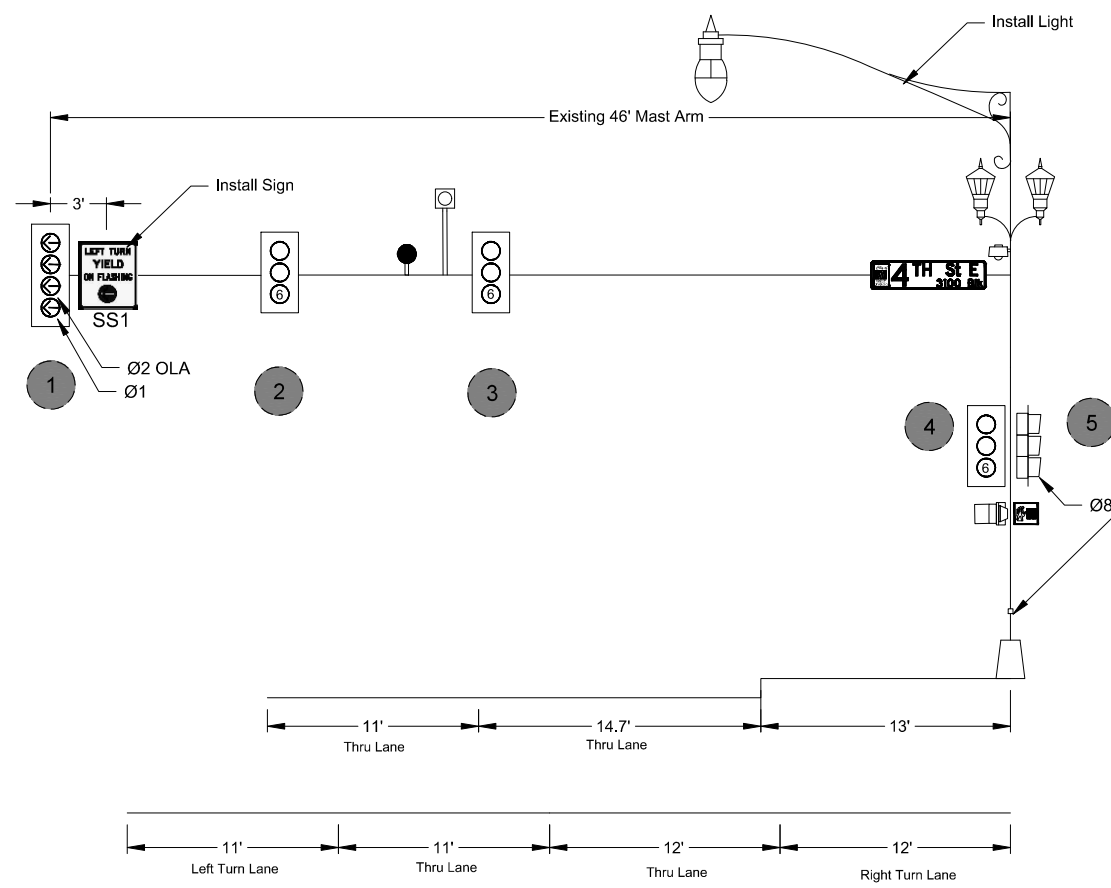 Install Light
Existing 46' Mast Arm
Install Sign
3'
LEFT TURN
YIELD
ON FLASHING
SS1
6
6
4TH St E
3100 Blk
Ø2 OLA
Ø1
1
2
3
4
5
6
Ø8
11'
Thru Lane
14.7'
Thru Lane
13'
11'
Left Turn Lane
11'
Thru Lane
12'
Thru Lane
12'
Right Turn Lane